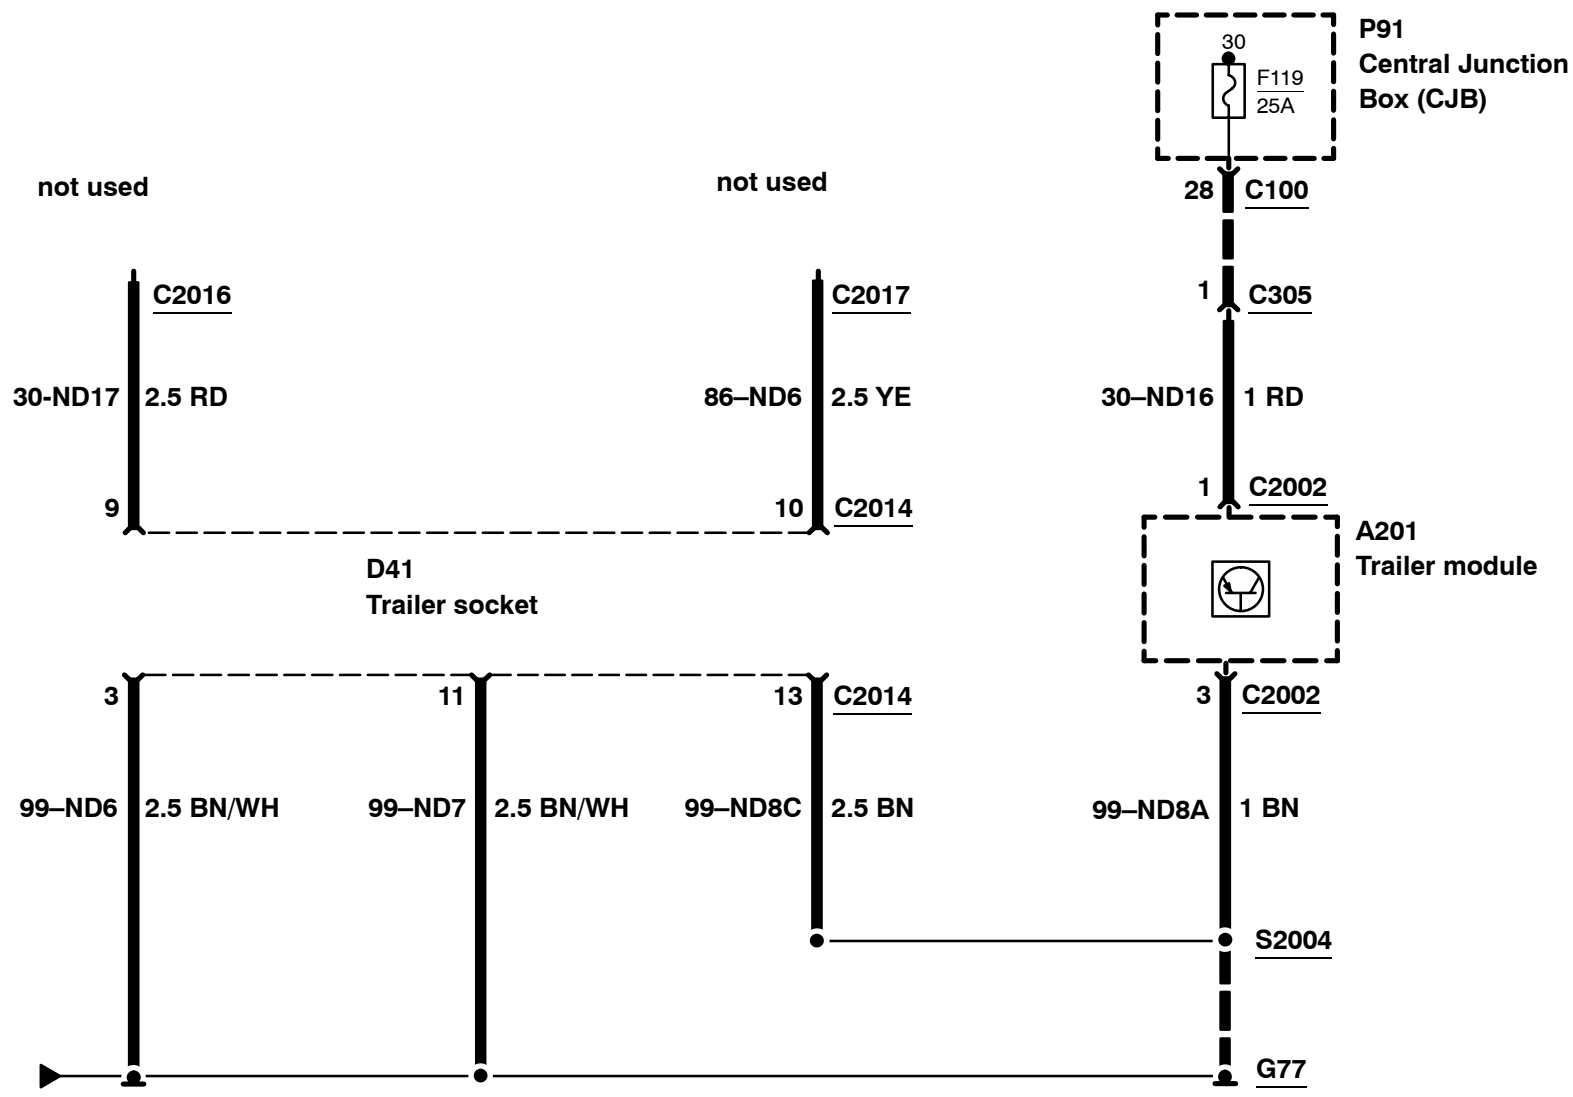 P91
30
Central Junction
F119
Box (CJB)
25A
not used
not used
28 C100
C2016
C2017
1 C305
30-ND17 2.5 RD
86–ND6 2.5 YE
30–ND16 1 RD
9
10 C2014
1 C2002
A201
Trailer module
D41
Trailer socket
3
11
13 C2014
3 C2002
99–ND6 2.5 BN/WH
99–ND7 2.5 BN/WH
99–ND8C 2.5 BN
99–ND8A 1 BN
S2004
G77